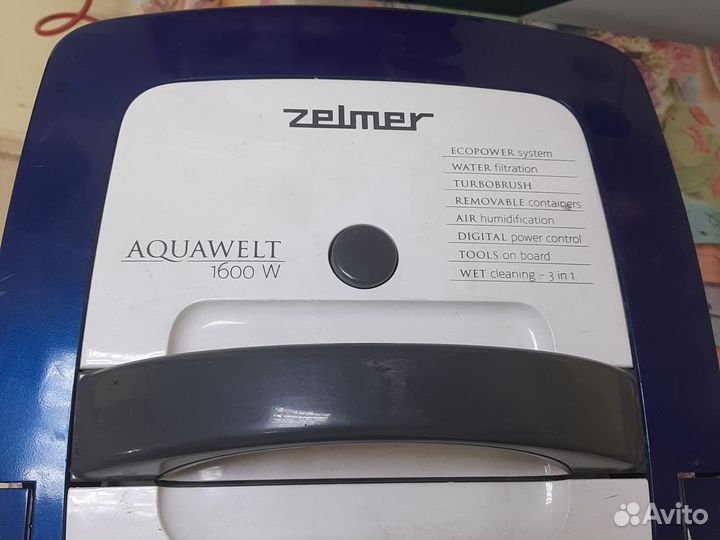 zelmer
ECOPOWER system
WATER filtration
TURBOBRUSH
REMOVABLE containers
AIR humidification
DIGITAL power control
TOOLS on board
WET cleaning – 3 in 1
AQUAWELT
1600 W
Avito